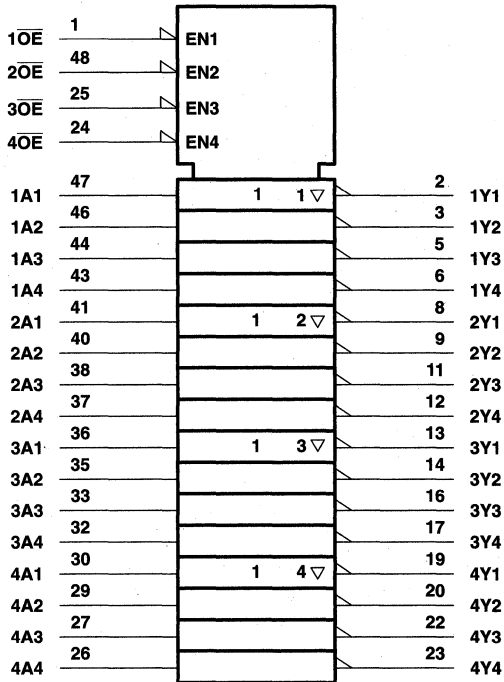 1O̅E̅ 1 EN1
2O̅E̅ 48 EN2
3O̅E̅ 25 EN3
4O̅E̅ 24 EN4
1A1 47 1 1 ▽ 2 1Y1
1A2 46 3 1Y2
1A3 44 5 1Y3
1A4 43 6 1Y4
2A1 41 1 2 ▽ 8 2Y1
2A2 40 9 2Y2
2A3 38 11 2Y3
2A4 37 12 2Y4
3A1 36 1 3 ▽ 13 3Y1
3A2 35 14 3Y2
3A3 33 16 3Y3
3A4 32 17 3Y4
4A1 30 1 4 ▽ 19 4Y1
4A2 29 20 4Y2
4A3 27 22 4Y3
4A4 26 23 4Y4